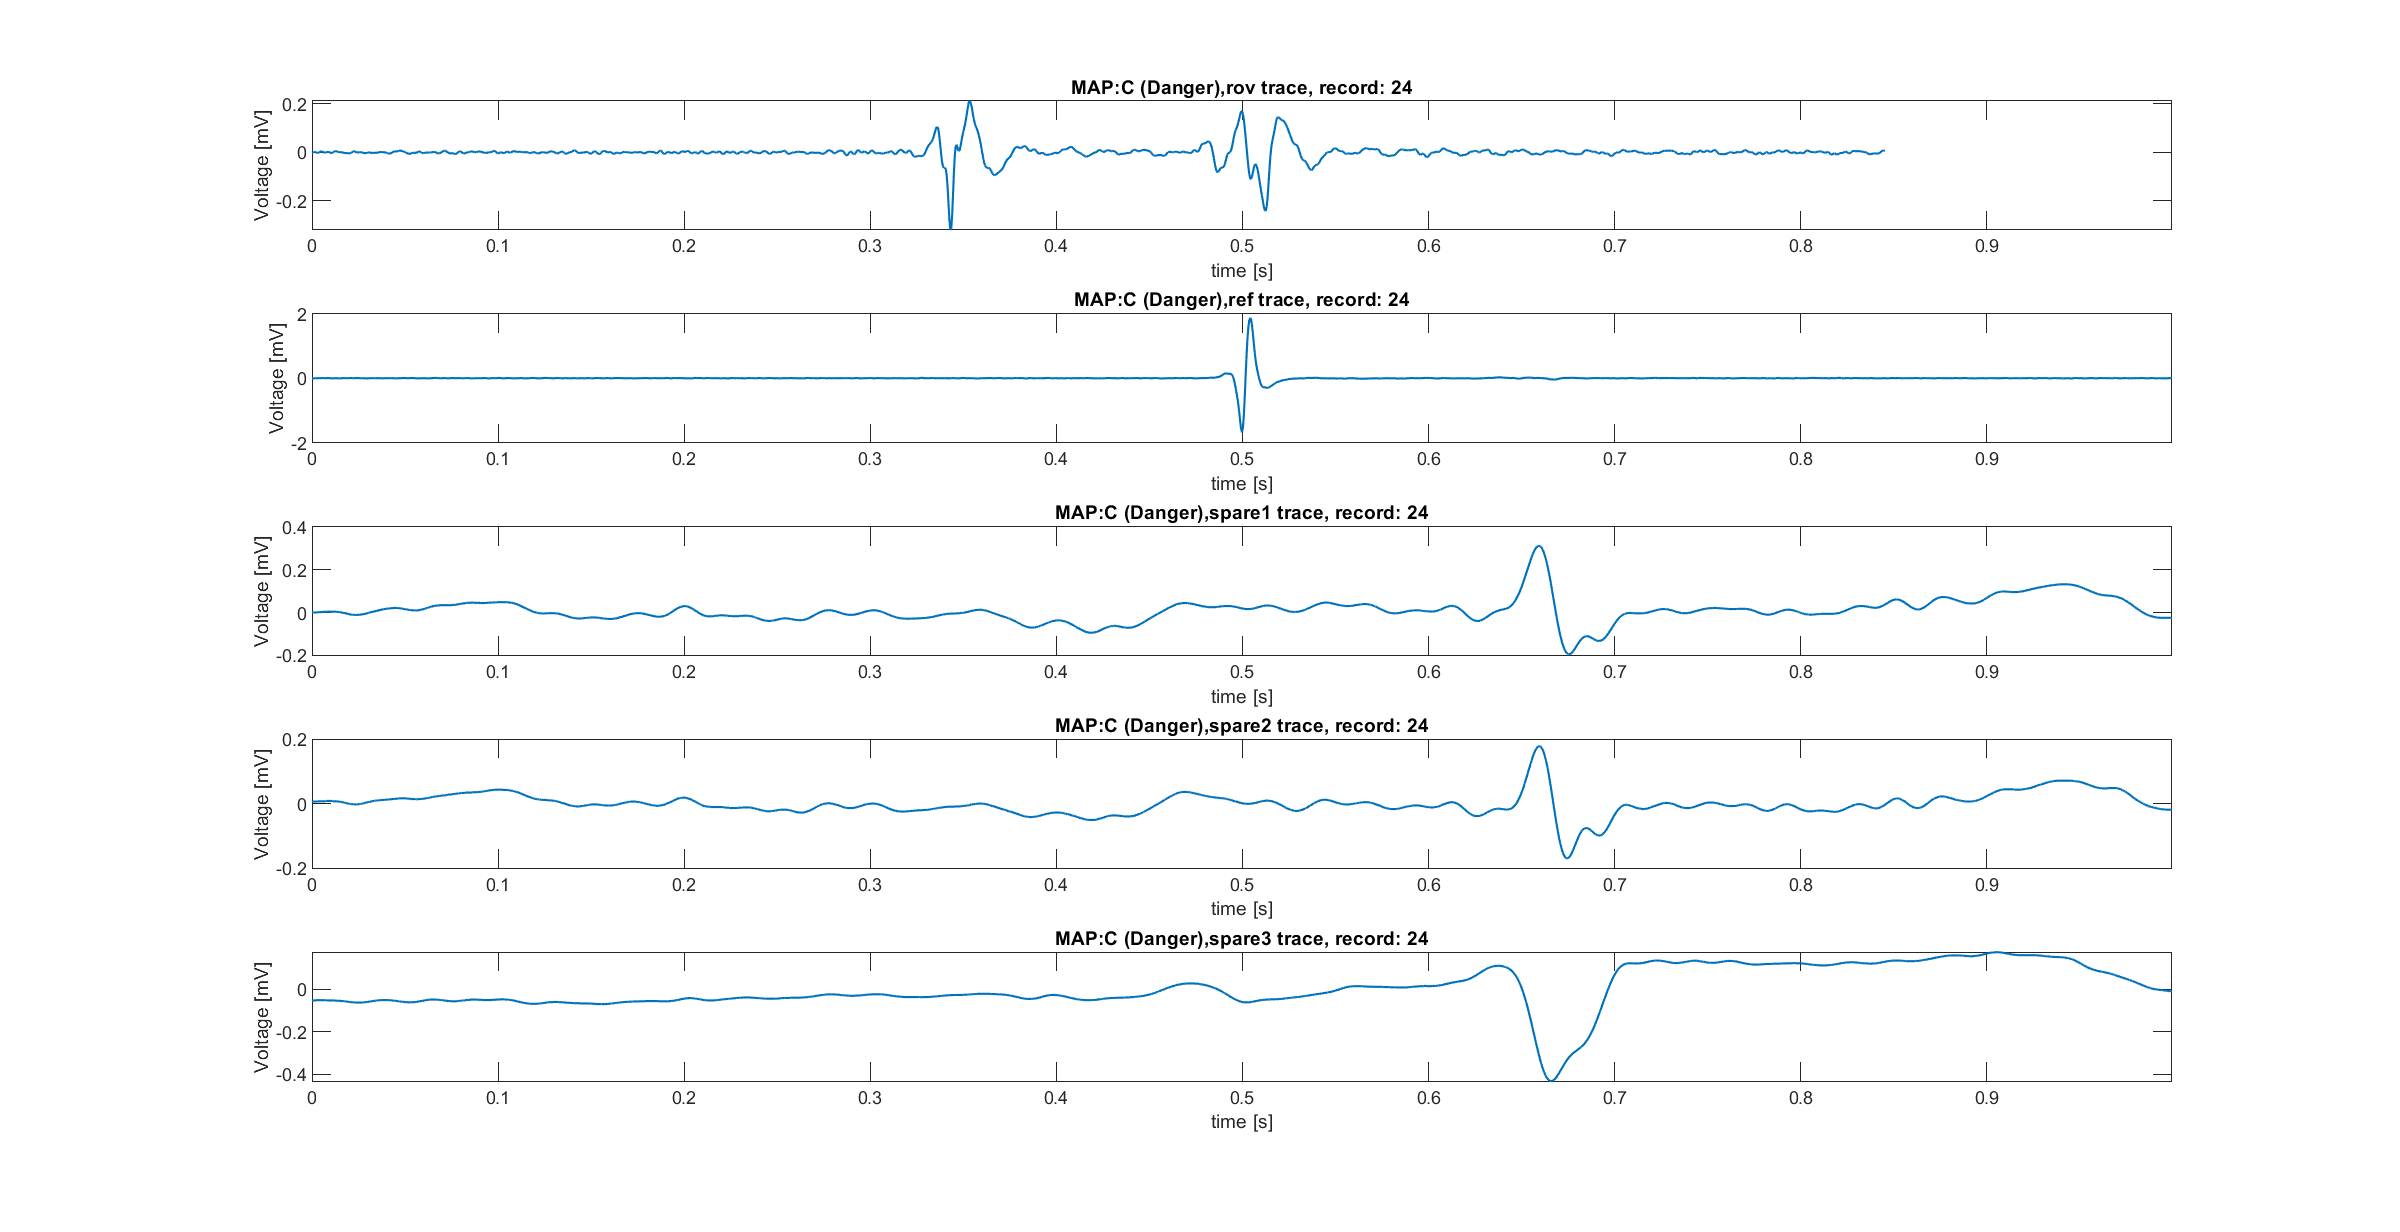 MAP:C (Danger),rov trace, record: 24
Voltage [mV]
0.2
0
-0.2
0 0.1 0.2 0.3 0.4 0.5 0.6 0.7 0.8 0.9
time [s]
MAP:C (Danger),ref trace, record: 24
Voltage [mV]
2
0
-2
0 0.1 0.2 0.3 0.4 0.5 0.6 0.7 0.8 0.9
time [s]
MAP:C (Danger),spare1 trace, record: 24
Voltage [mV]
0.4
0.2
0
-0.2
0 0.1 0.2 0.3 0.4 0.5 0.6 0.7 0.8 0.9
time [s]
MAP:C (Danger),spare2 trace, record: 24
Voltage [mV]
0.2
0
-0.2
0 0.1 0.2 0.3 0.4 0.5 0.6 0.7 0.8 0.9
time [s]
MAP:C (Danger),spare3 trace, record: 24
Voltage [mV]
0
-0.2
-0.4
0 0.1 0.2 0.3 0.4 0.5 0.6 0.7 0.8 0.9
time [s]